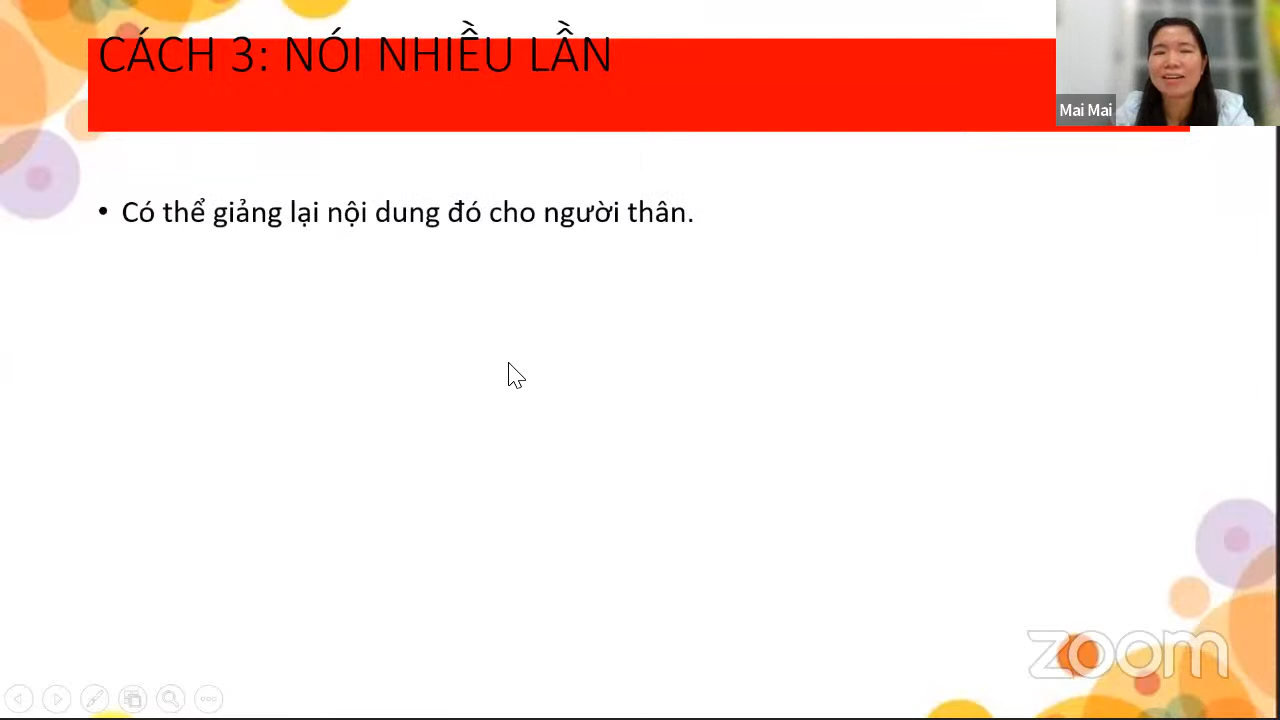 CÁCH 3: NÓI NHIỀU LẦN
Mai Mai
• Có thể giảng lại nội dung đó cho người thân.
zoom